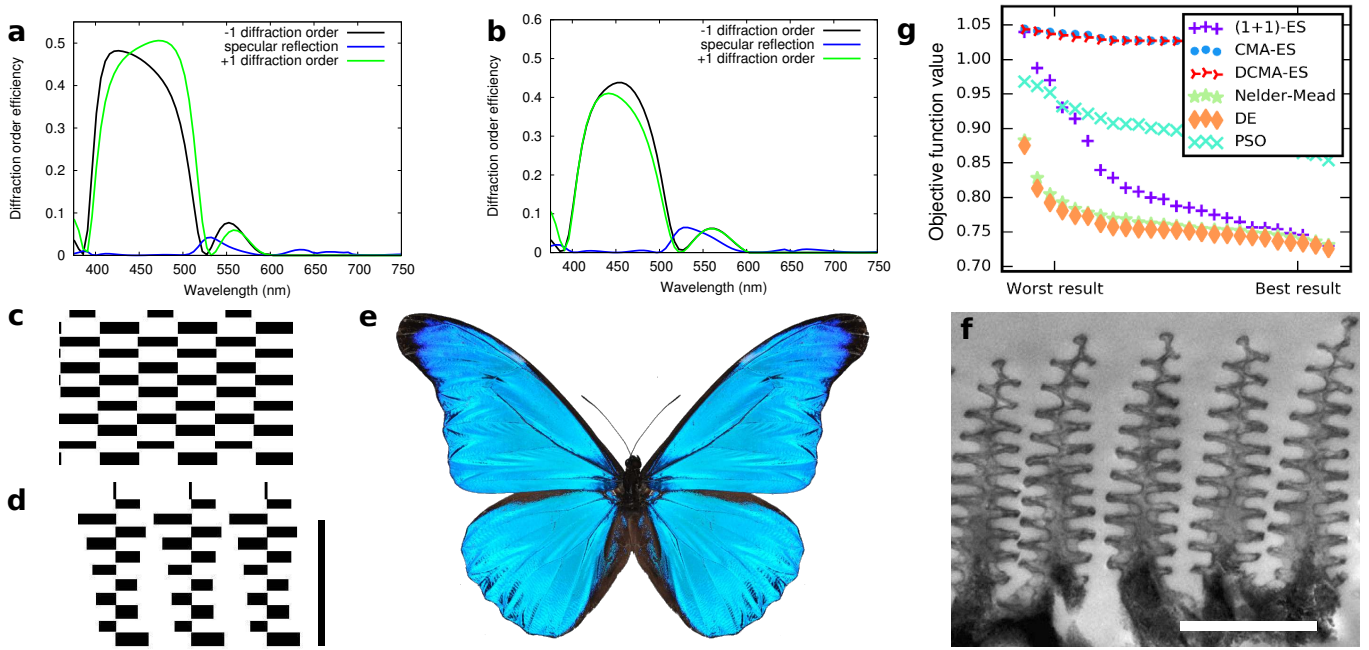 a
-1 diffraction order
specular reflection
+1 diffraction order
Diffraction order efficiency
0.5
0.4
0.3
0.2
0.1
0
400 450 500 550 600 650 700 750
Wavelength (nm)
b
-1 diffraction order
specular reflection
+1 diffraction order
Diffraction order efficiency
0.6
0.5
0.4
0.3
0.2
0.1
0
400 450 500 550 600 650 700 750
Wavelength (nm)
g
(1+1)-ES
CMA-ES
DCMA-ES
Nelder-Mead
DE
PSO
Objective function value
1.05
1.00
0.95
0.90
0.85
0.80
0.75
0.70
Worst result
Best result
c
d
e
f